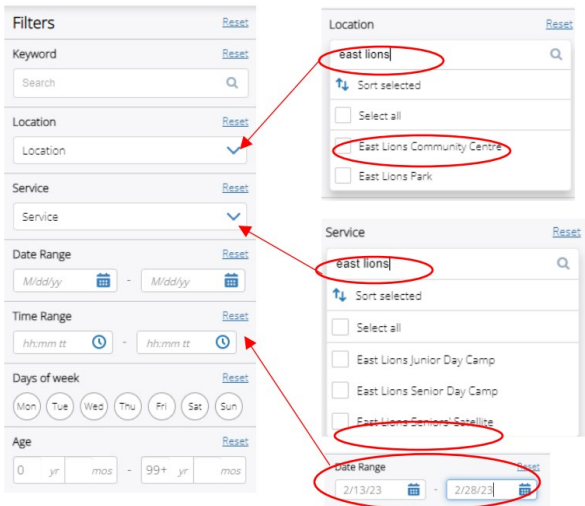 Filters Reset
Keyword Reset
Search
Location Reset
Location
Service Reset
Service
Date Range Reset
M/dd/yy - M/dd/yy
Time Range Reset
hh:mm tt - hh:mm tt
Days of week Reset
Mon Tue Wed Thu Fri Sat Sun
Age Reset
0 yr mos - 99+ yr mos
Location Reset
east lions
Sort selected
Select all
East Lions Community Centre
East Lions Park
Service Reset
east lions
Sort selected
Select all
East Lions Junior Day Camp
East Lions Senior Day Camp
East Lions Seniors' Satellite
Date Range Reset
2/13/23 - 2/28/23